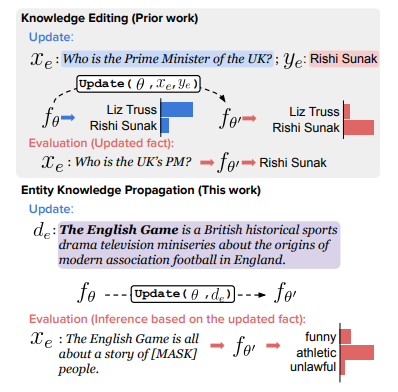 Knowledge Editing (Prior work)
Update:
xe: Who is the Prime Minister of the UK? ; ye: Rishi Sunak
Update(θ,xe,ye)
fθ Liz Truss fθ′ Liz Truss
Rishi Sunak Rishi Sunak
Evaluation (Updated fact):
xe : Who is the UK's PM? fθ′ Rishi Sunak
Entity Knowledge Propagation (This work)
Update:
de: The English Game is a British historical sports
drama television miniseries about the origins of
modern association football in England.
fθ Update(θ,de) fθ′
Evaluation (Inference based on the updated fact):
xe : The English Game is all
about a story of [MASK]
people.
fθ′
funny
athletic
unlawful